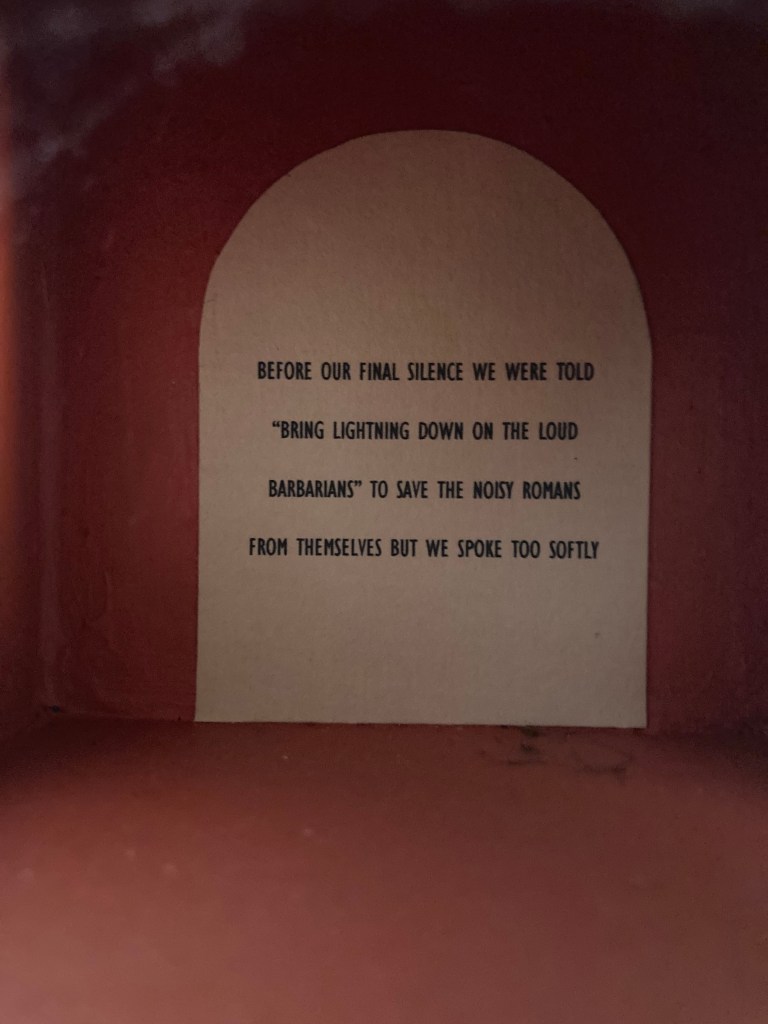 BEFORE OUR FINAL SILENCE WE WERE TOLD
“BRING LIGHTNING DOWN ON THE LOUD
BARBARIANS” TO SAVE THE NOISY ROMANS
FROM THEMSELVES BUT WE SPOKE TOO SOFTLY